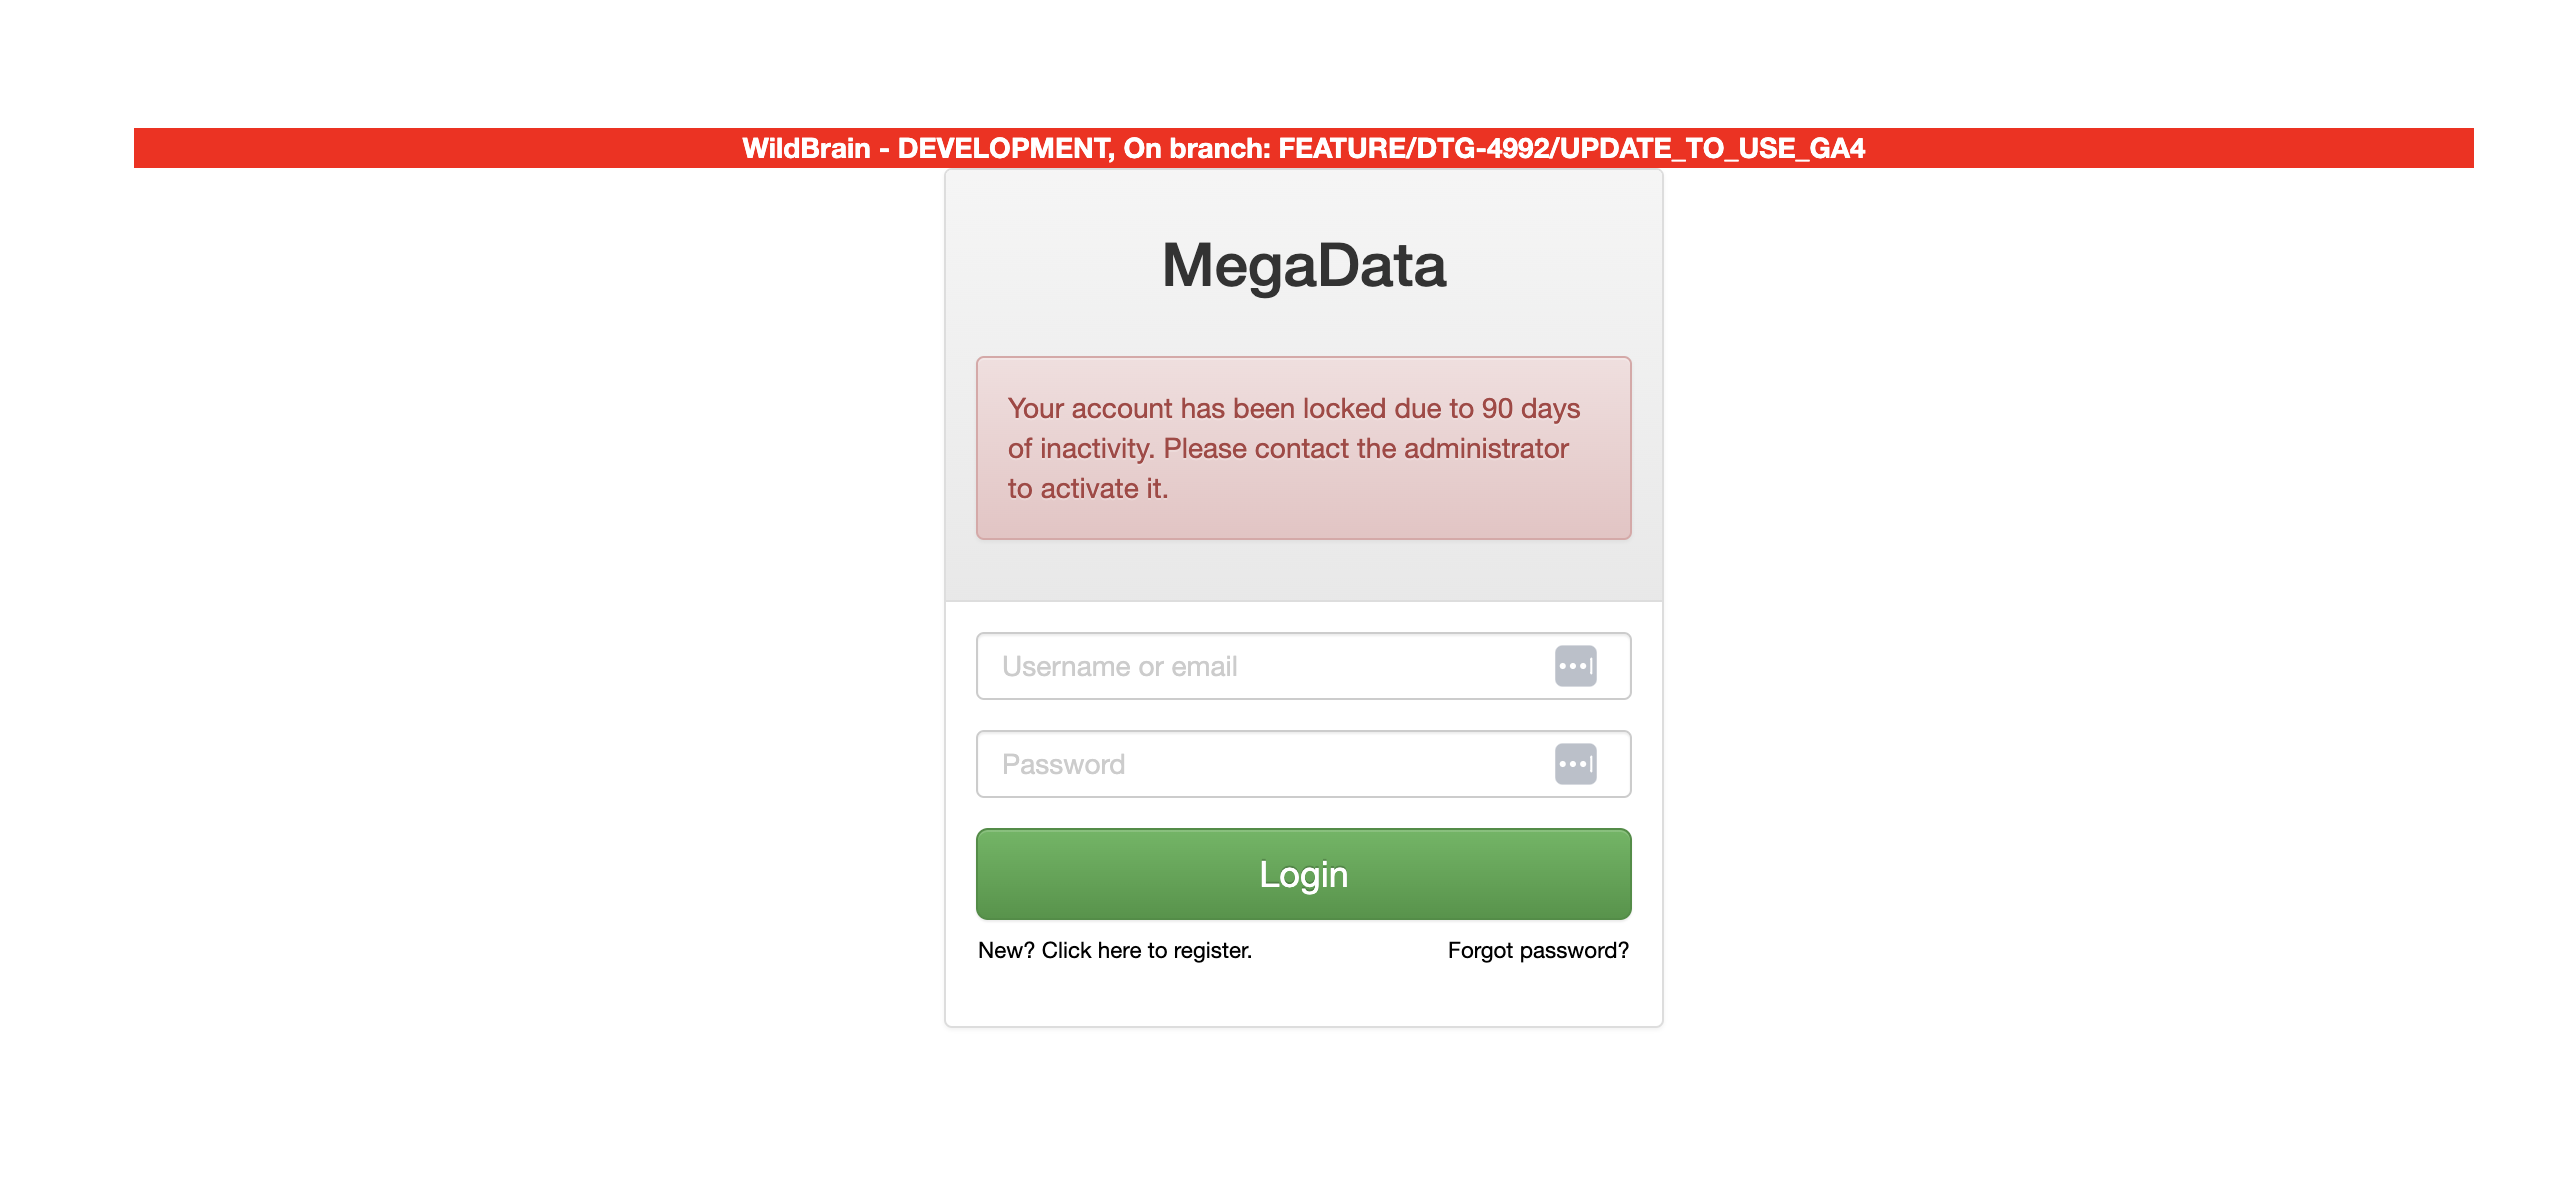 WildBrain - DEVELOPMENT, On branch: FEATURE/DTG-4992/UPDATE_TO_USE_GA4
MegaData
Your account has been locked due to 90 days
of inactivity. Please contact the administrator
to activate it.
Username or email
Password
Login
New? Click here to register.
Forgot password?